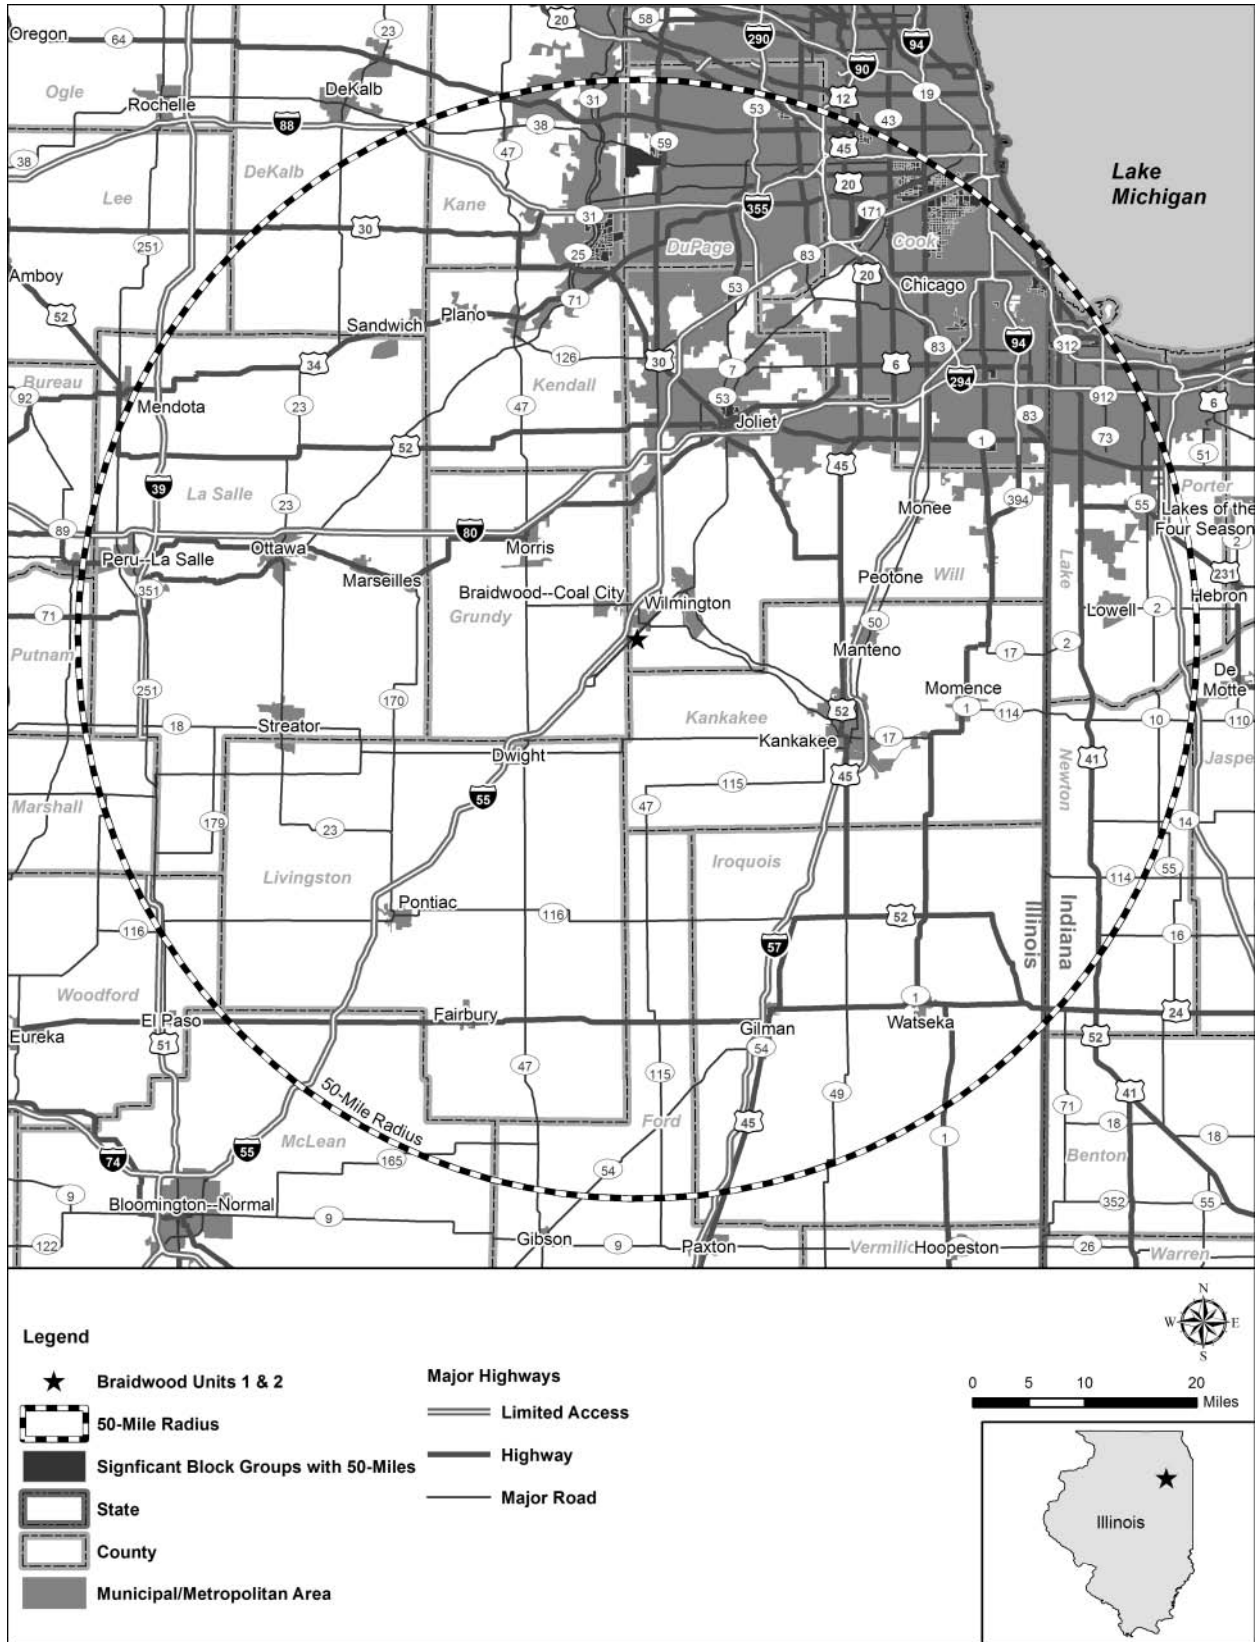 20
58
23
Oregon
64
290
94
90
Ogle
Rochelle
DeKalb
31
12
19
53
88
38
43
47
59
45
38
DeKalb
Lee
Kane
20
355
171
31
Lake
Michigan
251
30
DuPage
Cook
25
83
Amboy
20
53
Chicago
71
52
Plano
Sandwich
94
83
312
126
30
34
7
6
Bureau
Kendall
294
92
Mendota
23
47
53
83
912
6
Joliet
73
52
1
51
45
39
La Salle
23
394
Porter
55
Monee
Lakes of the
Four Season
89
80
Ottawa
Morris
2
Peru--La Salle
Marseilles
Lake
Peotone
Will
231
351
Braidwood--Coal City
Wilmington
Hebron
Lowell
2
71
Grundy
50
Putnam
Manteno
17
2
251
170
Momence
De
Motte
18
Streator
Kankakee
52
1
114
10
110
Kankakee
17
Dwight
Newton
41
Jaspe
45
115
55
Marshall
179
47
23
14
Iroquois
55
Livingston
114
Pontiac
116
52
Illinois
Indiana
116
57
16
Woodford
1
El Paso
Fairbury
Gilman
Watseka
24
Eureka
51
54
52
47
115
50-Mile Radius
49
41
71
Ford
45
McLean
1
18
18
74
55
165
54
Benton
9
352
55
Bloomington--Normal
9
122
Gibson
9
Paxton
Vermilic
Hoopeston
26
Warren
N
W
E
S
Legend
Braidwood Units 1 & 2
50-Mile Radius
Signficant Block Groups with 50-Miles
State
County
Municipal/Metropolitan Area
Major Highways
Limited Access
Highway
Major Road
0 5 10 20
Miles
Illinois